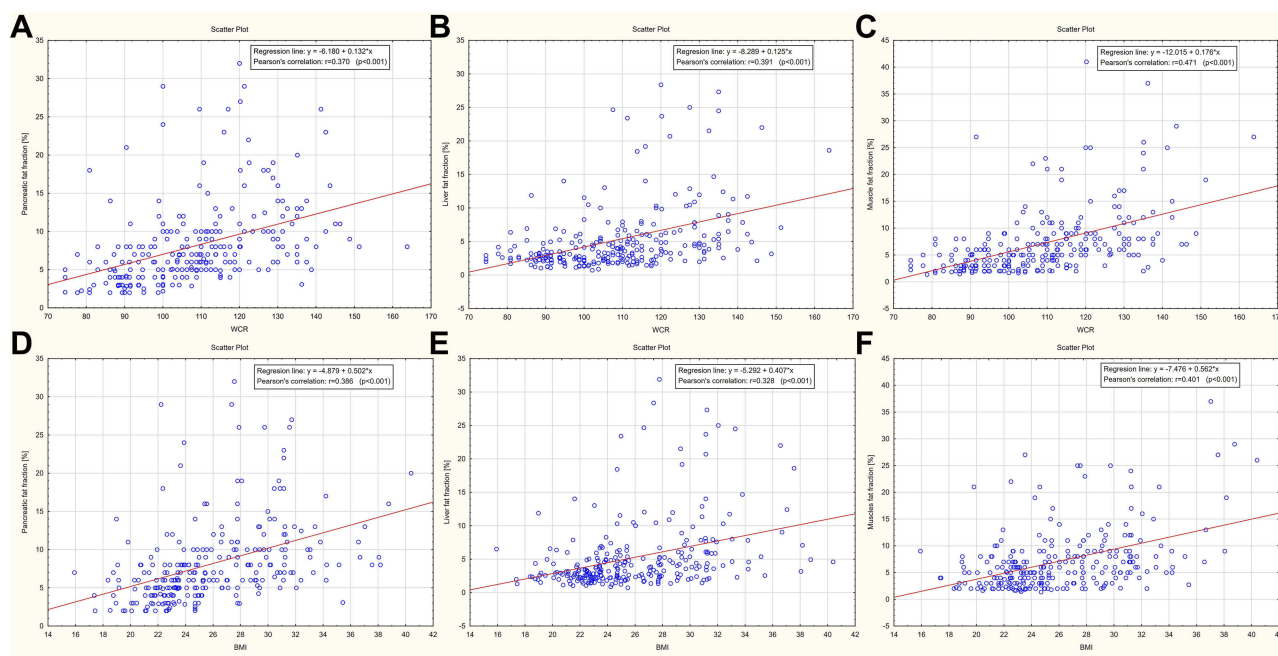 A
Scatter Plot
Regression line: y = -6.180 + 0.132*x
Pearson's correlation: r=0.370 (p<0.001)
Pancreatic fat fraction [%]
35
30
25
20
15
10
5
0
70 80 90 100 110 120 130 140 150 160 170
WCR
B
Scatter Plot
Regression line: y = -8.289 + 0.125*x
Pearson's correlation: r=0.391 (p<0.001)
Liver fat fraction [%]
35
30
25
20
15
10
5
0
-5
70 80 90 100 110 120 130 140 150 160 170
WCR
C
Scatter Plot
Regression line: y = -12.015 + 0.176*x
Pearson's correlation: r=0.471 (p<0.001)
Muscle fat fraction [%]
45
40
35
30
25
20
15
10
5
0
-5
70 80 90 100 110 120 130 140 150 160 170
WCR
D
Scatter Plot
Regression line: y = -4.879 + 0.502*x
Pearson's correlation: r=0.386 (p<0.001)
Pancreatic fat fraction [%]
35
30
25
20
15
10
5
0
14 16 18 20 22 24 26 28 30 32 34 36 38 40 42
BMI
E
Scatter Plot
Regression line: y = -5.292 + 0.407*x
Pearson's correlation: r=0.328 (p<0.001)
Liver fat fraction [%]
35
30
25
20
15
10
5
0
-5
14 16 18 20 22 24 26 28 30 32 34 36 38 40 42
BMI
F
Scatter Plot
Regression line: y = -7.476 + 0.562*x
Pearson's correlation: r=0.401 (p<0.001)
Muscles fat fraction [%]
45
40
35
30
25
20
15
10
5
0
-5
14 16 18 20 22 24 26 28 30 32 34 36 38 40
BMI